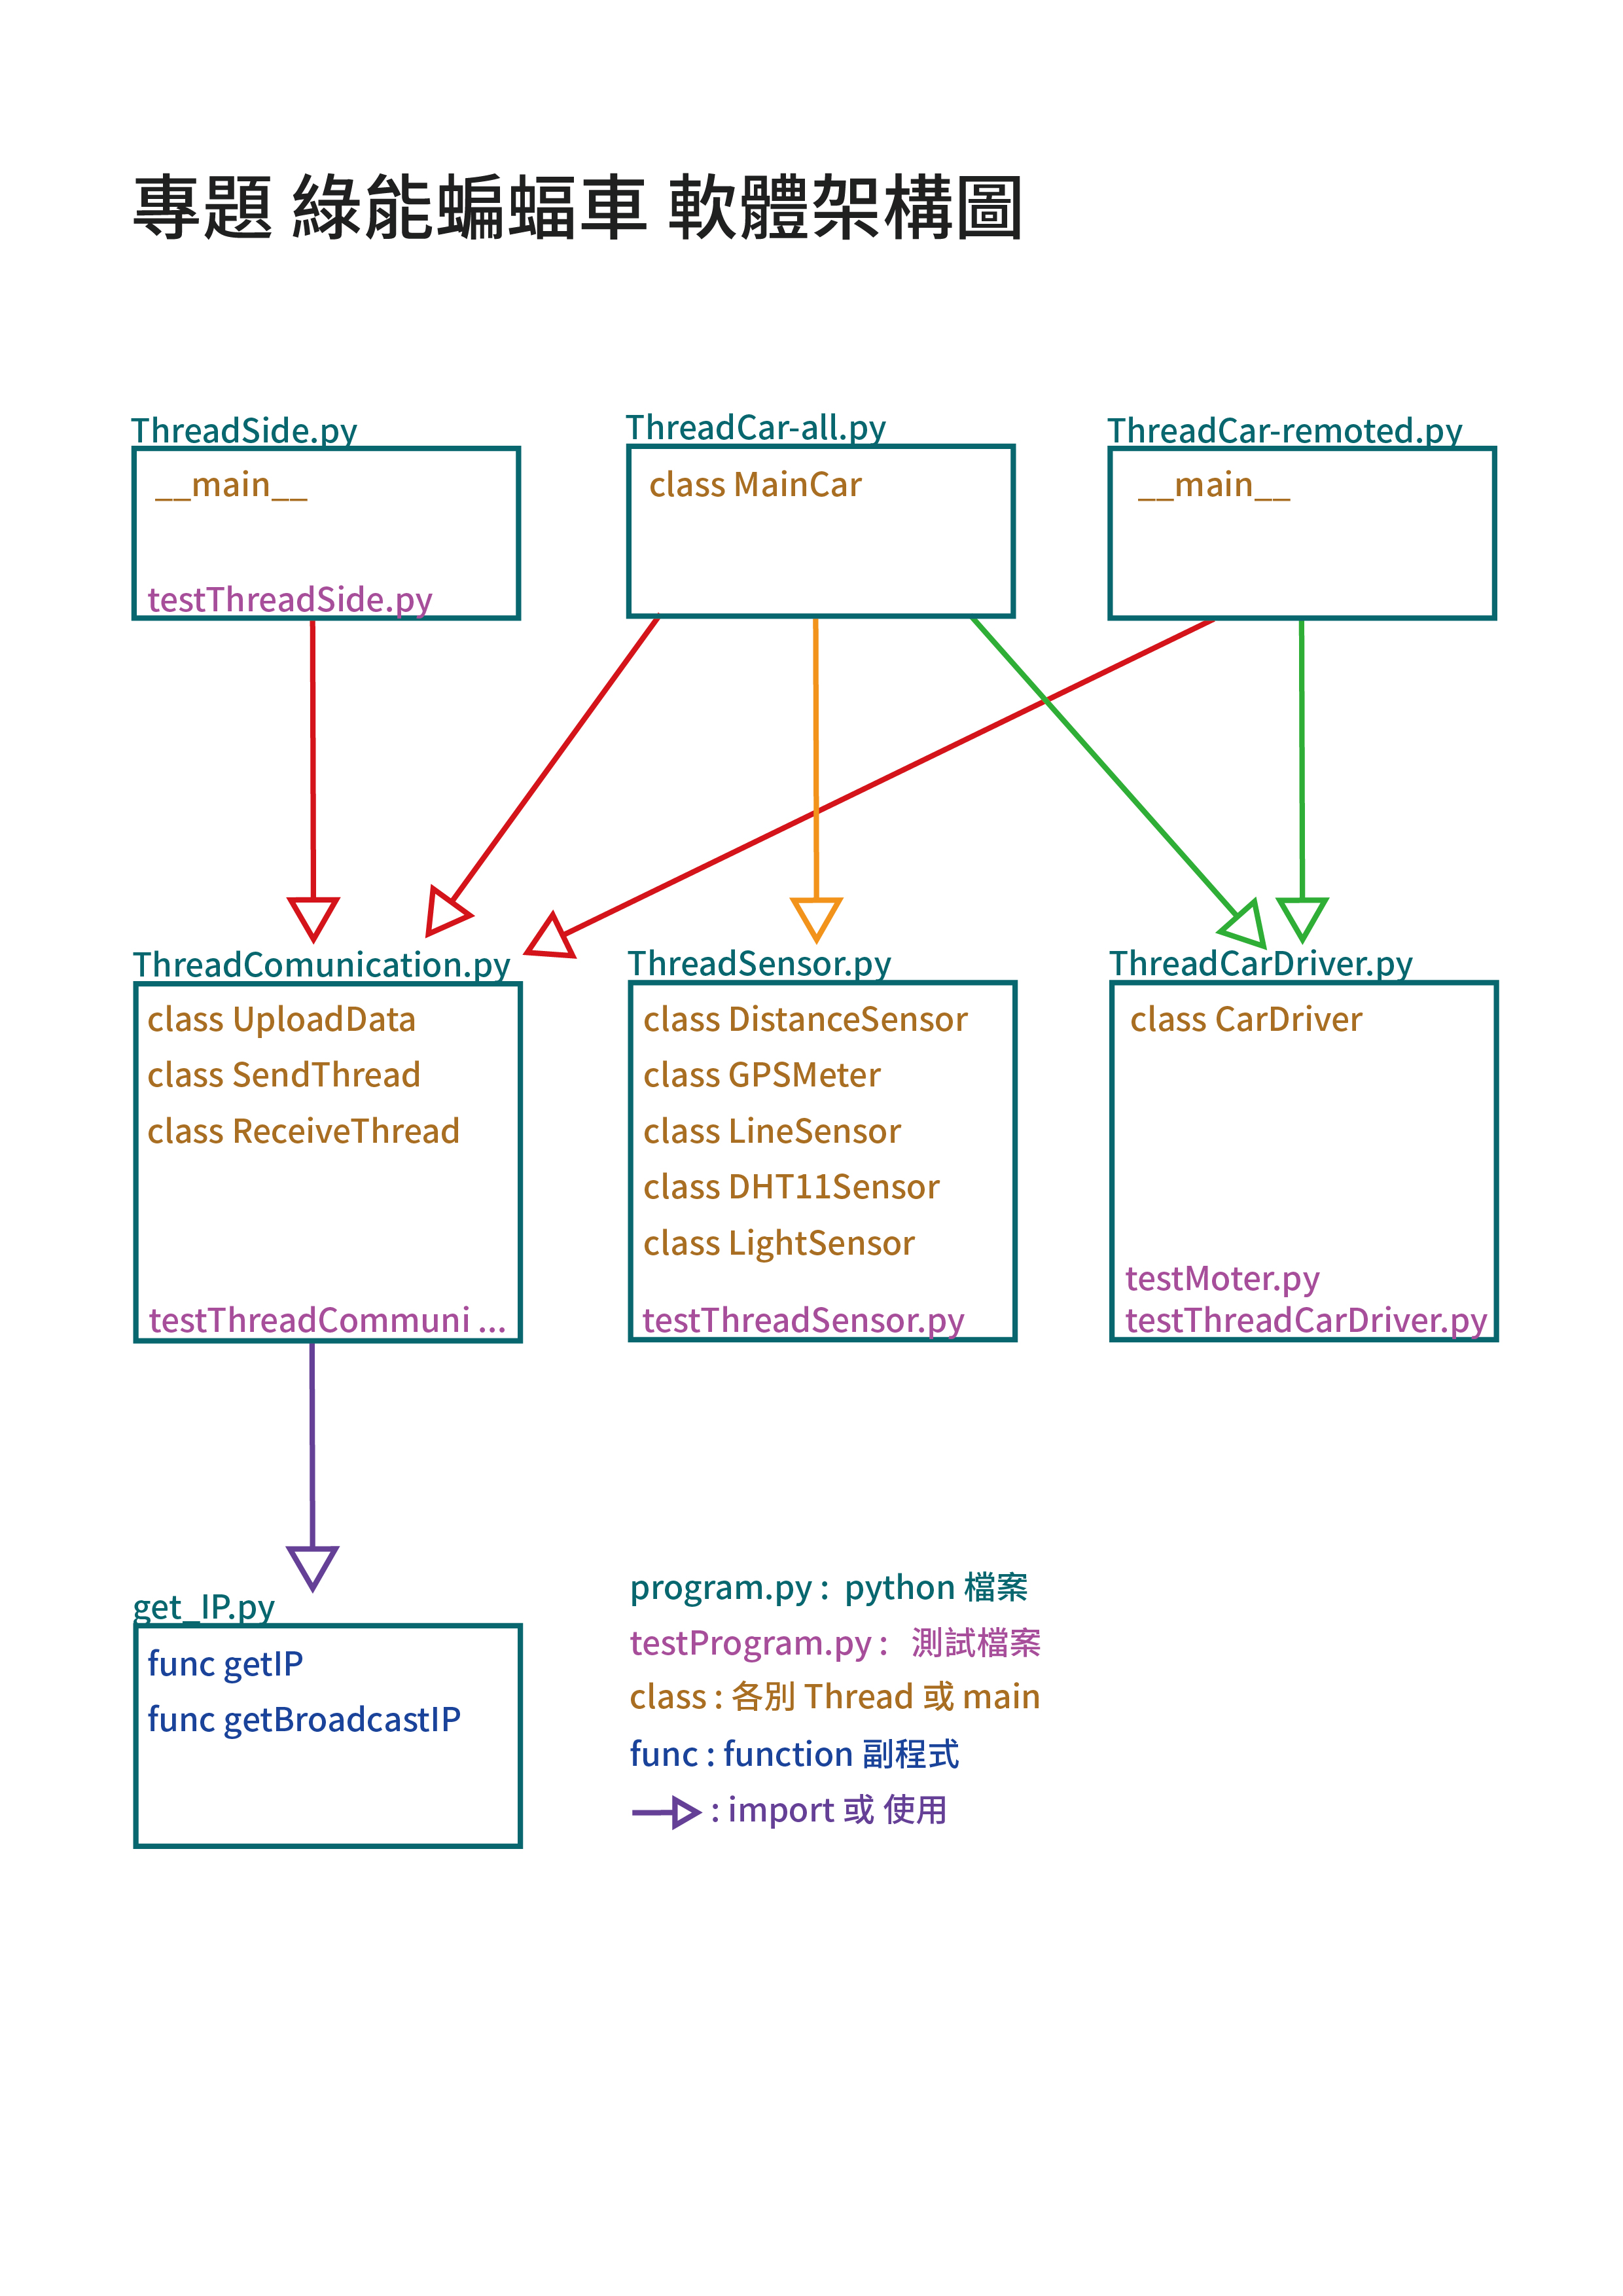 專題 綠能蝙蝠車 軟體架構圖
ThreadSide.py
__main__
testThreadSide.py
ThreadCar-all.py
class MainCar
ThreadCar-remoted.py
__main__
ThreadComunication.py
class UploadData
class SendThread
class ReceiveThread
testThreadCommuni ...
ThreadSensor.py
class DistanceSensor
class GPSMeter
class LineSensor
class DHT11Sensor
class LightSensor
testThreadSensor.py
ThreadCarDriver.py
class CarDriver
testMoter.py
testThreadCarDriver.py
get_IP.py
func getIP
func getBroadcastIP
program.py : python 檔案
testProgram.py : 測試檔案
class : 各別 Thread 或 main
func : function 副程式
: import 或 使用